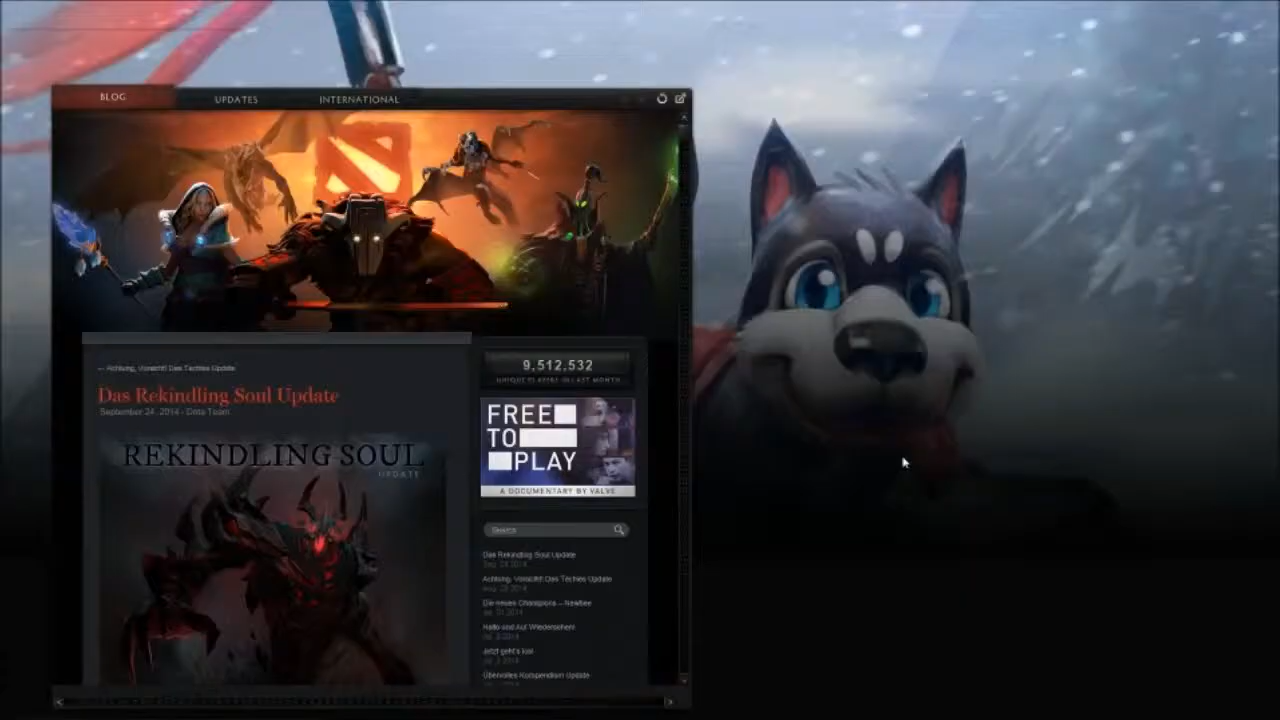 BLOG
UPDATES
INTERNATIONAL
← Achtung, Vorsicht! Das Techies Update
Das Rekindling Soul Update
September 24, 2014 - Dota Team
REKINDLING SOUL
UPDATE
9,512,532
UNIQUE PLAYERS IN LAST MONTH
FREE
TO
PLAY
A DOCUMENTARY BY VALVE
Search
Das Rekindling Soul Update
Sep. 24 2014
Achtung, Vorsicht! Das Techies Update
Die neuen Champions – Newbee
Hallo und Auf Wiedersehen!
Jetzt geht's los!
Übervolles Kompendium Update